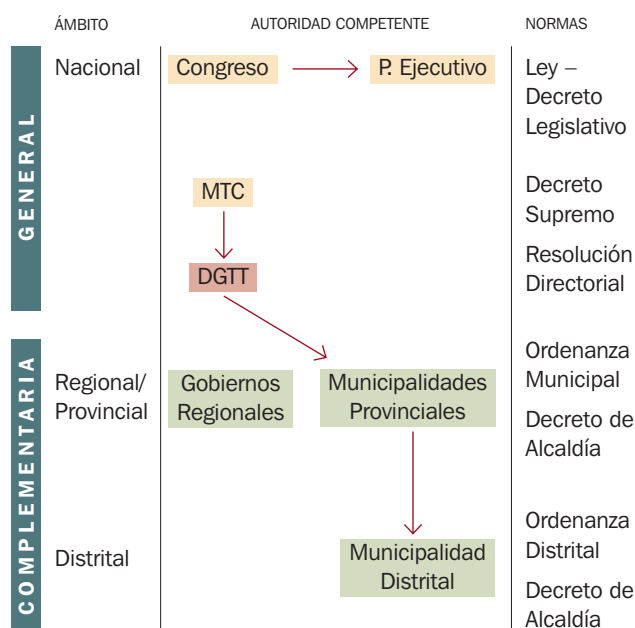 ÁMBITO
AUTORIDAD COMPETENTE
NORMAS
GENERAL
Nacional
Congreso
P. Ejecutivo
Ley –
Decreto
Legislativo
MTC
Decreto
Supremo
DGTT
Resolución
Directorial
COMPLEMENTARIA
Regional/
Provincial
Gobiernos
Regionales
Municipalidades
Provinciales
Ordenanza
Municipal
Decreto de
Alcaldía
Distrital
Municipalidad
Distrital
Ordenanza
Distrital
Decreto de
Alcaldía